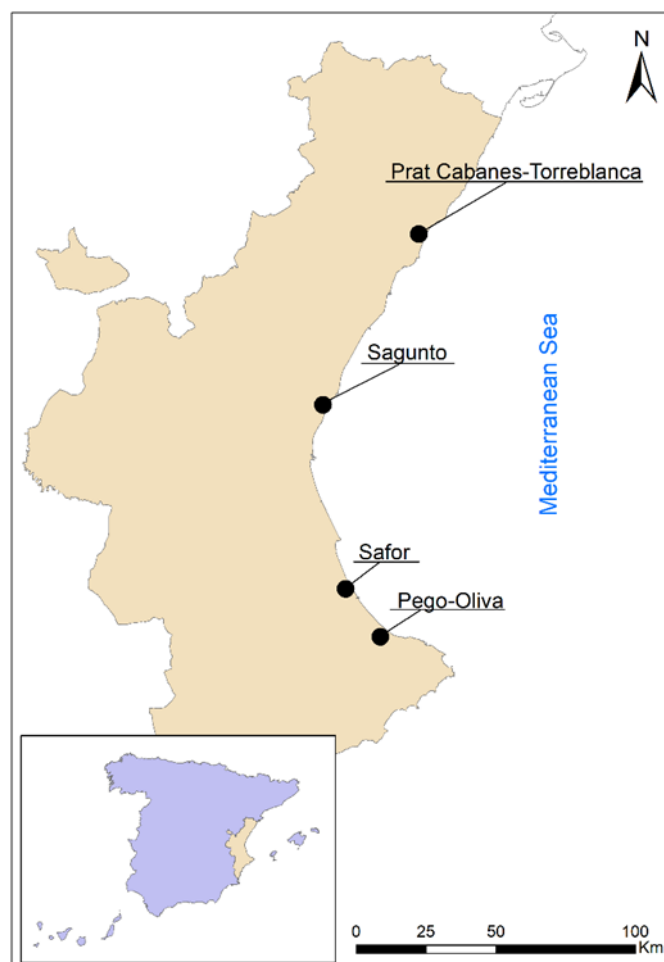 N
Prat Cabanes-Torreblanca
Sagunto
Mediterranean Sea
Safor
Pego-Oliva
0 25 50 100
Km